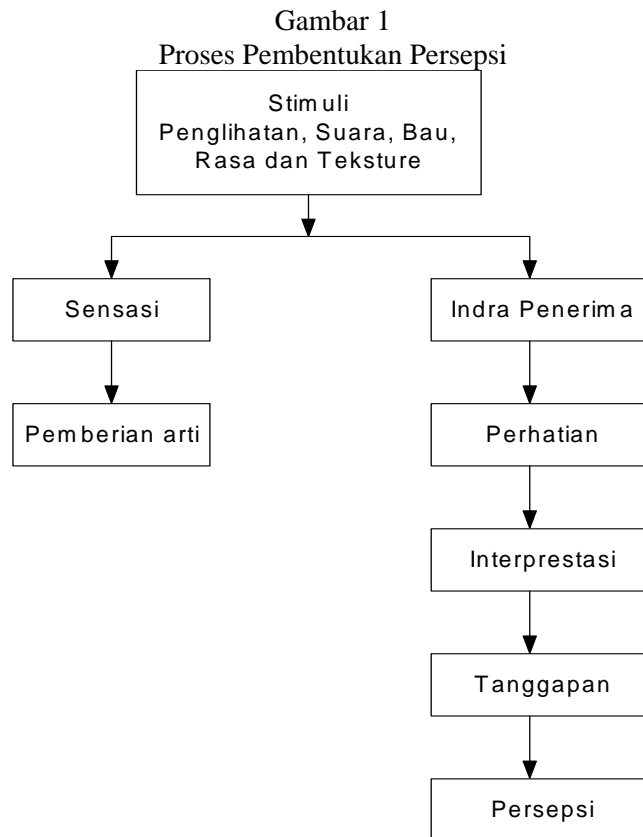 Gambar 1
Proses Pembentukan Persepsi
Stimuli
Penglihatan, Suara, Bau,
Rasa dan Teksture
Sensasi
Pemberian arti
Indra Penerima
Perhatian
Interprestasi
Tanggapan
Persepsi